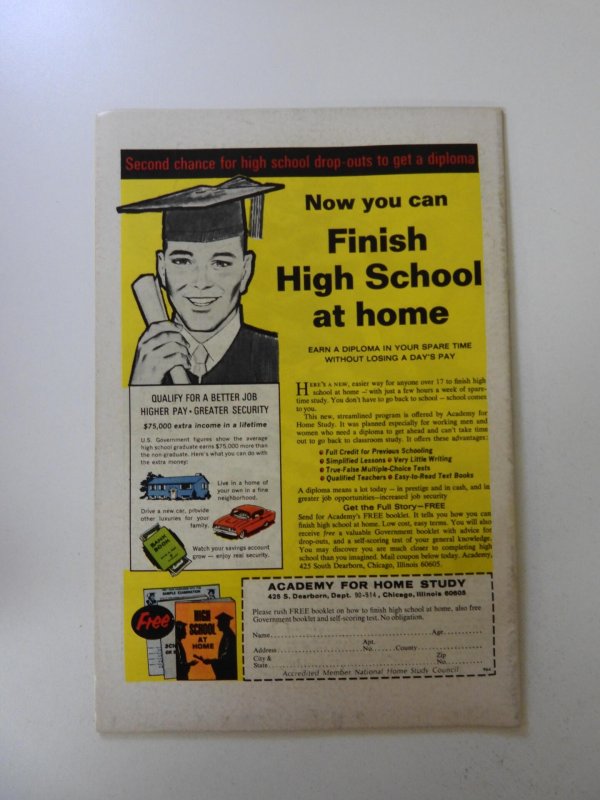 Second chance for high school drop-outs to get a diploma
Now you can
Finish
High School
at home
EARN A DIPLOMA IN YOUR SPARE TIME
WITHOUT LOSING A DAY'S PAY
HERE'S A NEW, easier way for anyone over 17 to finish high
school at home — with just a few hours a week of spare-
time study. You don't have to go back to school – school comes
to you.
This new, streamlined program is offered by Academy for
Home Study. It was planned especially for working men and
women who need a diploma to get ahead and can't take time
out to go back to classroom study. It offers these advantages:
Full Credit for Previous Schooling
Simplified Lessons Very Little Writing
True-False Multiple-Choice Tests
Qualified Teachers Easy-to-Read Text Books
A diploma means a lot today – in prestige and in cash, and in
greater job opportunities–increased job security
Get the Full Story–FREE
Send for Academy's FREE booklet. It tells you how you can
finish high school at home. Low cost, easy terms. You will also
receive free a valuable Government booklet with advice for
drop-outs, and a self-scoring test of your general knowledge.
You may discover you are much closer to completing high
school than you imagined. Mail coupon below today. Academy,
425 South Dearborn, Chicago, Illinois 60605.
QUALIFY FOR A BETTER JOB
HIGHER PAY • GREATER SECURITY
$75,000 extra income in a lifetime
U.S. Government figures show the average
high school graduate earns $75,000 more than
the non-graduate. Here's what you can do with
the extra money:
Live in a home of
your own in a fine
neighborhood.
Drive a new car, provide
other luxuries for your
family.
BANK
BOOK
Watch your savings account
grow — enjoy real security.
Free
SAMPLE EXAMINATION
HIGH
SCHOOL
AT
HOME
ACADEMY FOR HOME STUDY
425 S. Dearborn, Dept. 90-514, Chicago, Illinois 60605
Please rush FREE booklet on how to finish high school at home, also free
Government booklet and self-scoring test. No obligation.
Name Age
Apt.
Address No. County
City & Zip
State No.
Accredited Member National Home Study Council